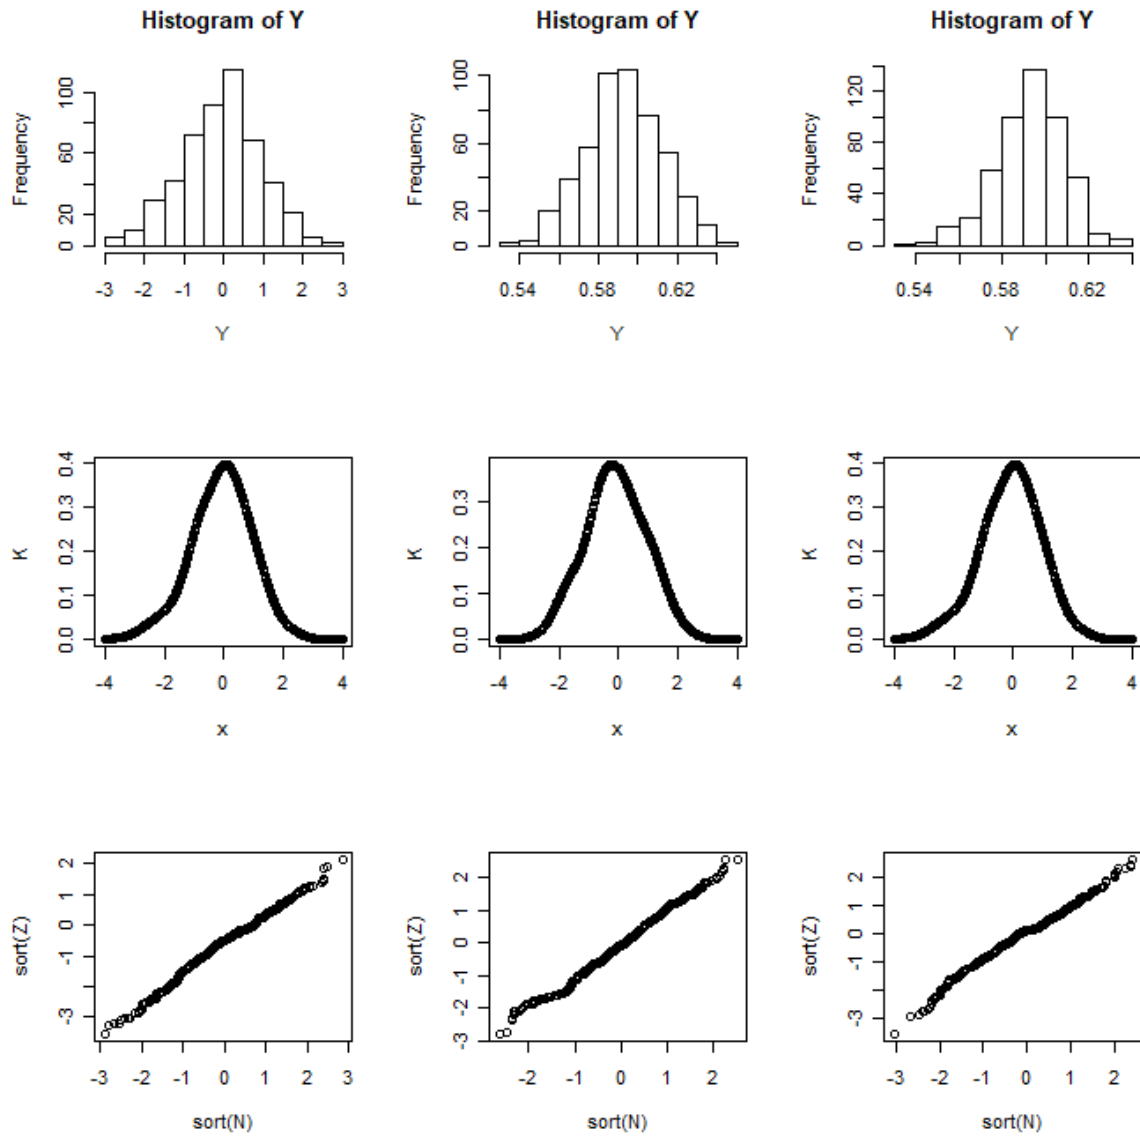 Histogram of Y Histogram of Y Histogram of Y
Frequency 0 20 60 100
-3 -2 -1 0 1 2 3
Y
Frequency 0 20 60 100
0.54 0.58 0.62
Y
Frequency 0 40 80 120
0.54 0.58 0.62
Y
K 0.0 0.1 0.2 0.3 0.4
-4 -2 0 2 4
x
K 0.0 0.1 0.2 0.3
-4 -2 0 2 4
x
K 0.0 0.1 0.2 0.3 0.4
-4 -2 0 2 4
x
sort(Z) -3 -1 0 1 2
-3 -2 -1 0 1 2 3
sort(N)
sort(Z) -3 -2 -1 0 1 2
-2 -1 0 1 2
sort(N)
sort(Z) -3 -1 0 1 2
-3 -2 -1 0 1 2
sort(N)